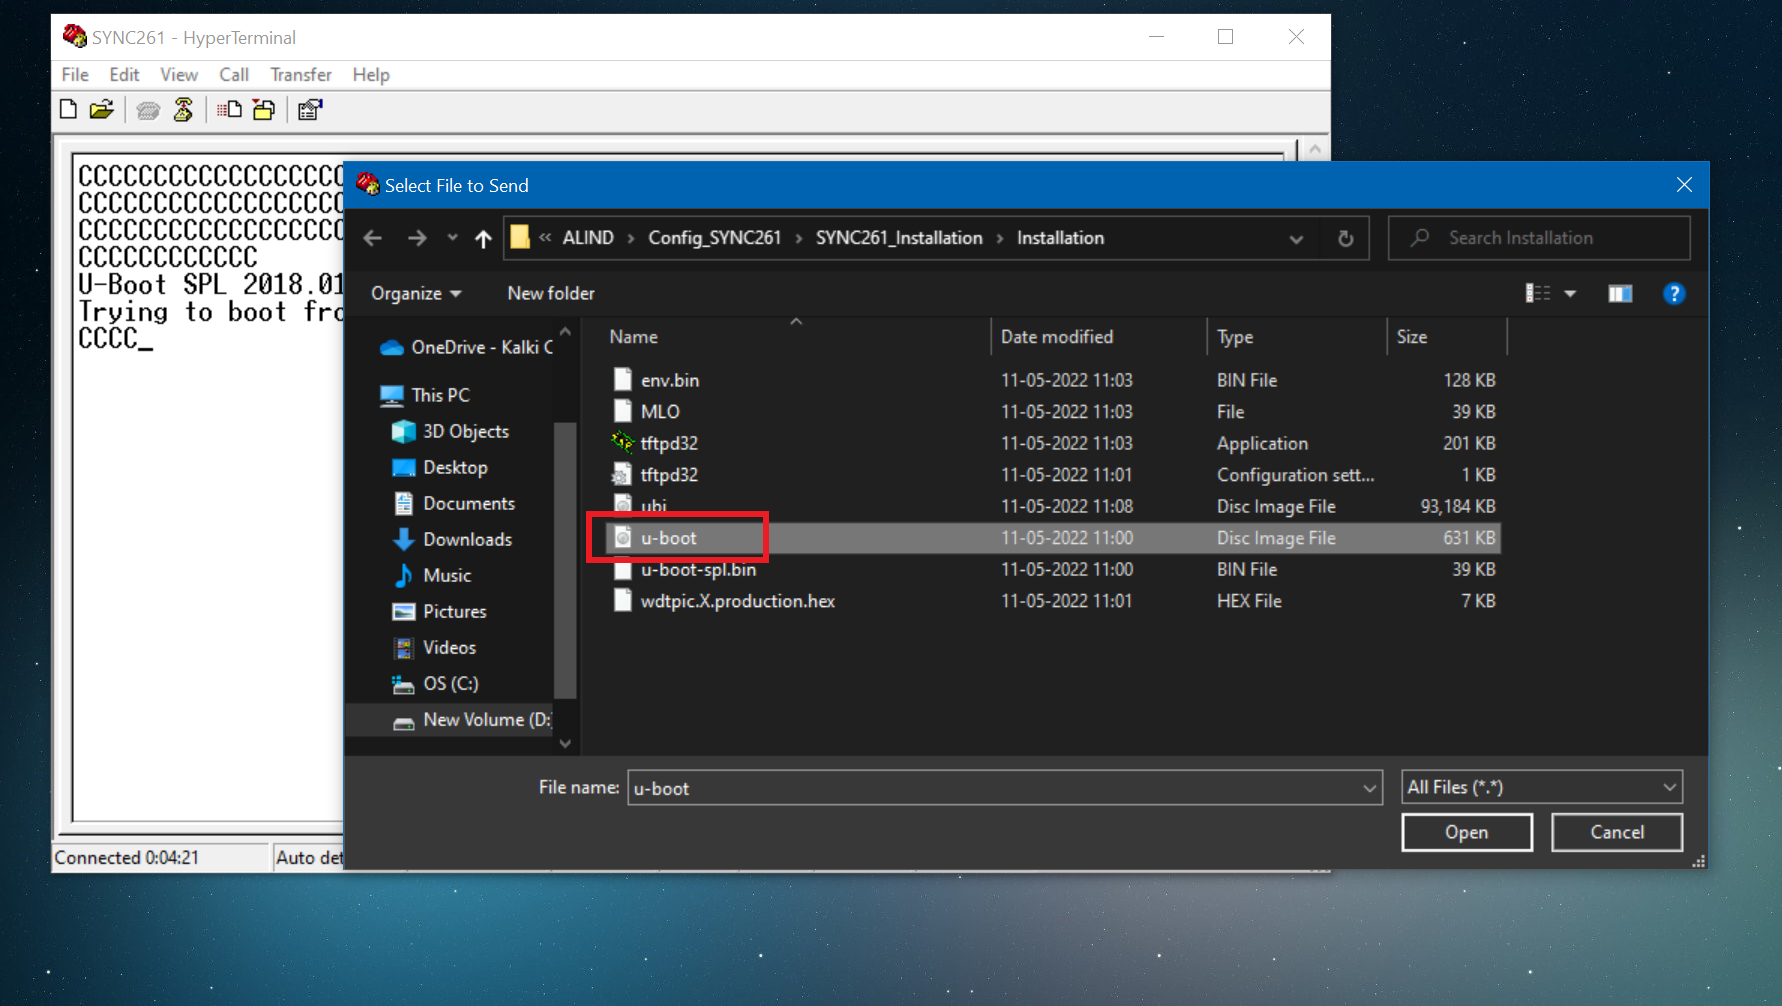 SYNC261 - HyperTerminal
File Edit View Call Transfer Help
CCCCCCCCCCCCCCCCCC
CCCCCCCCCCCCCCCCCC
CCCCCCCCCCCCCCCCCC
CCCCCCCCCCCC
U-Boot SPL 2018.01
Trying to boot fro
CCCC_
Connected 0:04:21 Auto det
Select File to Send
« ALIND › Config_SYNC261 › SYNC261_Installation › Installation
Search Installation
Organize New folder
?
OneDrive - Kalki C
This PC
3D Objects
Desktop
Documents
Downloads
Music
Pictures
Videos
OS (C:)
New Volume (D:)
Name Date modified Type Size
env.bin 11-05-2022 11:03 BIN File 128 KB
MLO 11-05-2022 11:03 File 39 KB
tftpd32 11-05-2022 11:03 Application 201 KB
tftpd32 11-05-2022 11:01 Configuration sett... 1 KB
ubi 11-05-2022 11:08 Disc Image File 93,184 KB
u-boot 11-05-2022 11:00 Disc Image File 631 KB
u-boot-spl.bin 11-05-2022 11:00 BIN File 39 KB
wdtpic.X.production.hex 11-05-2022 11:01 HEX File 7 KB
File name: u-boot All Files (*.*)
Open Cancel